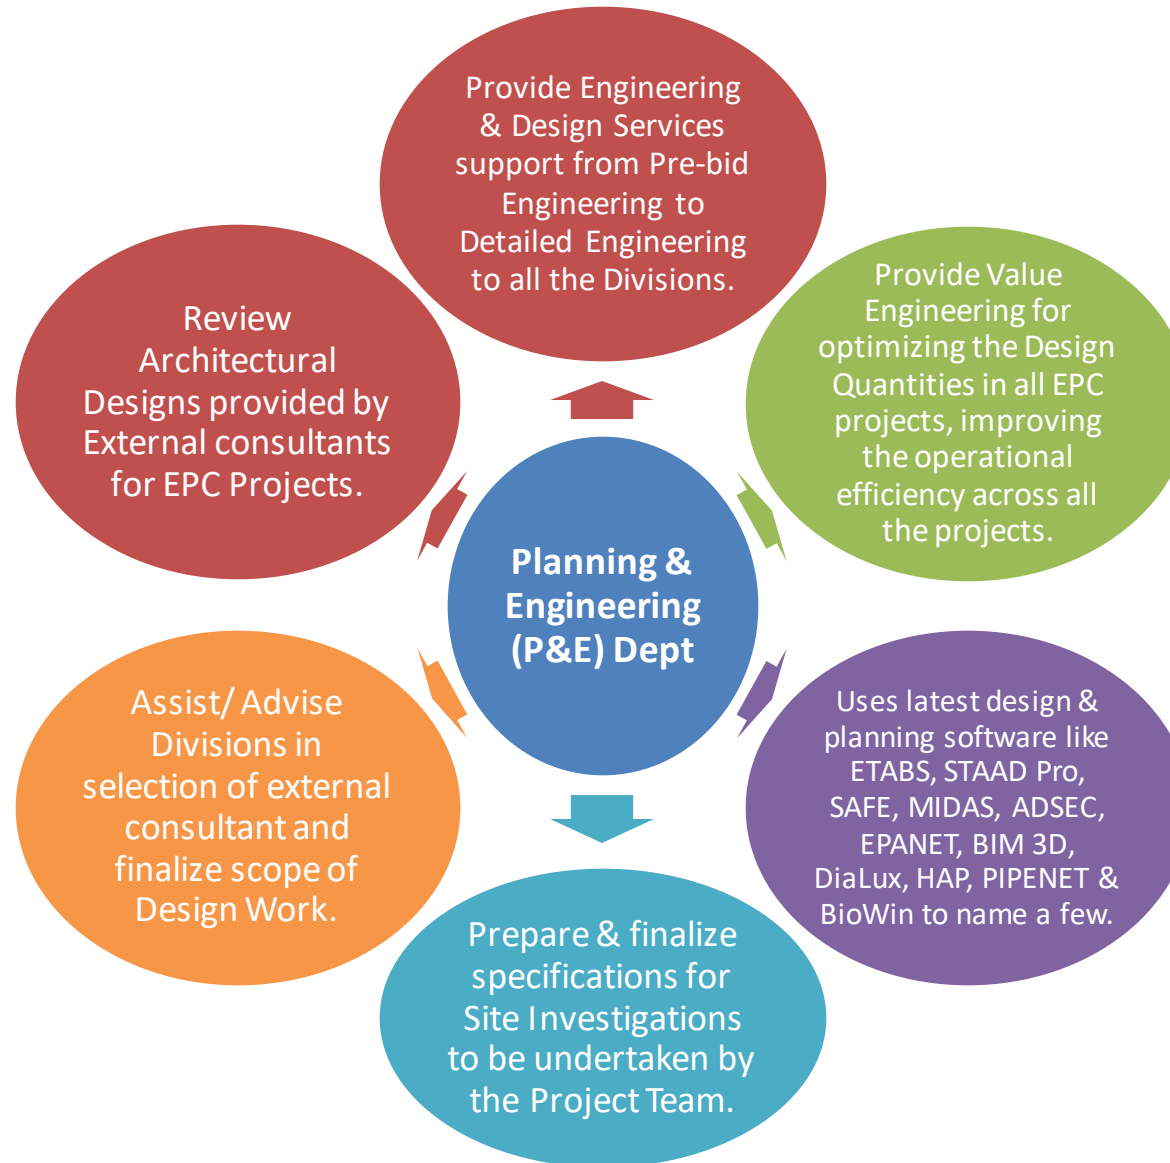 Provide Engineering
& Design Services
support from Pre-bid
Engineering to
Detailed Engineering
to all the Divisions.
Provide Value
Engineering for
optimizing the Design
Quantities in all EPC
projects, improving
the operational
efficiency across all
the projects.
Uses latest design &
planning software like
ETABS, STAAD Pro,
SAFE, MIDAS, ADSEC,
EPANET, BIM 3D,
DiaLux, HAP, PIPENET &
BioWin to name a few.
Prepare & finalize
specifications for
Site Investigations
to be undertaken by
the Project Team.
Assist/ Advise
Divisions in
selection of external
consultant and
finalize scope of
Design Work.
Review
Architectural
Designs provided by
External consultants
for EPC Projects.
Planning &
Engineering
(P&E) Dept